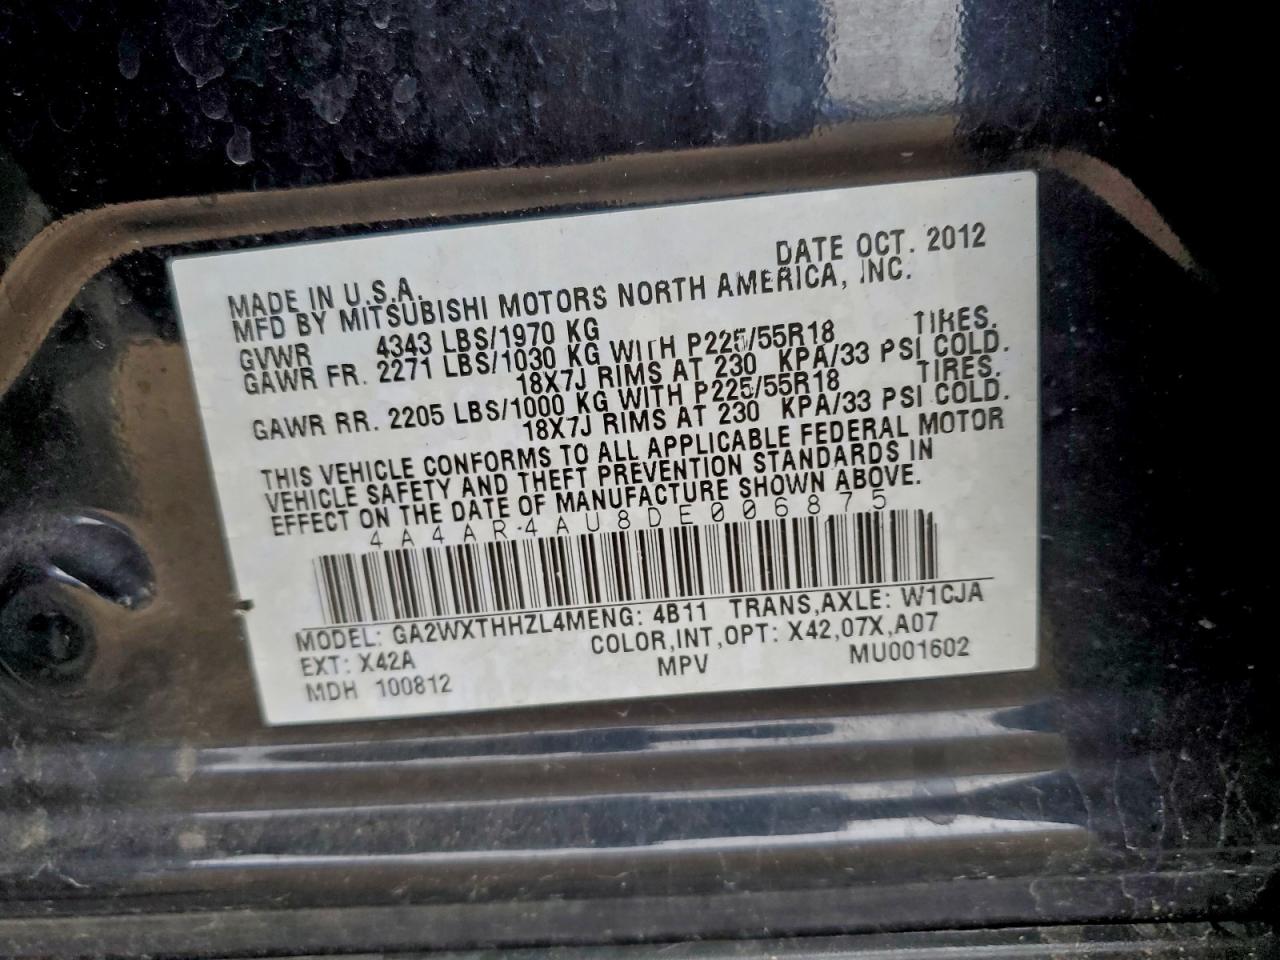 DATE OCT. 2012
MADE IN U.S.A.
MFD BY MITSUBISHI MOTORS NORTH AMERICA, INC.
GVWR 4343 LBS/1970 KG
GAWR FR. 2271 LBS/1030 KG WITH P225/55R18 TIRES.
18X7J RIMS AT 230 KPA/33 PSI COLD.
GAWR RR. 2205 LBS/1000 KG WITH P225/55R18 TIRES.
18X7J RIMS AT 230 KPA/33 PSI COLD.
THIS VEHICLE CONFORMS TO ALL APPLICABLE FEDERAL MOTOR
VEHICLE SAFETY AND THEFT PREVENTION STANDARDS IN
EFFECT ON THE DATE OF MANUFACTURE SHOWN ABOVE.
4A4AR4AU8DE006875
MODEL: GA2WXTHHZL4MENG: 4B11 TRANS,AXLE: W1CJA
EXT: X42A COLOR,INT,OPT: X42,07X,A07
MDH 100812 MPV MU001602